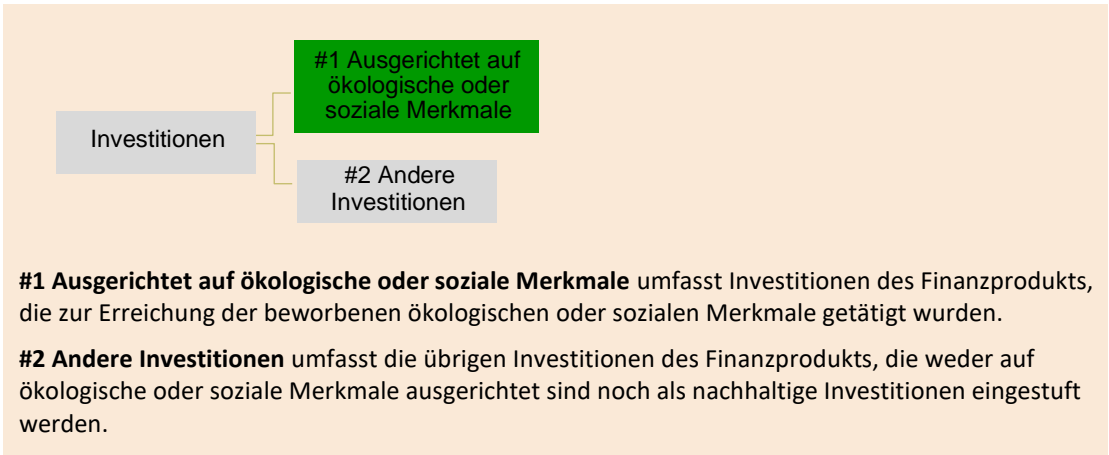 #1 Ausgerichtet auf
ökologische oder
soziale Merkmale
Investitionen
#2 Andere
Investitionen
#1 Ausgerichtet auf ökologische oder soziale Merkmale umfasst Investitionen des Finanzprodukts,
die zur Erreichung der beworbenen ökologischen oder sozialen Merkmale getätigt wurden.
#2 Andere Investitionen umfasst die übrigen Investitionen des Finanzprodukts, die weder auf
ökologische oder soziale Merkmale ausgerichtet sind noch als nachhaltige Investitionen eingestuft
werden.